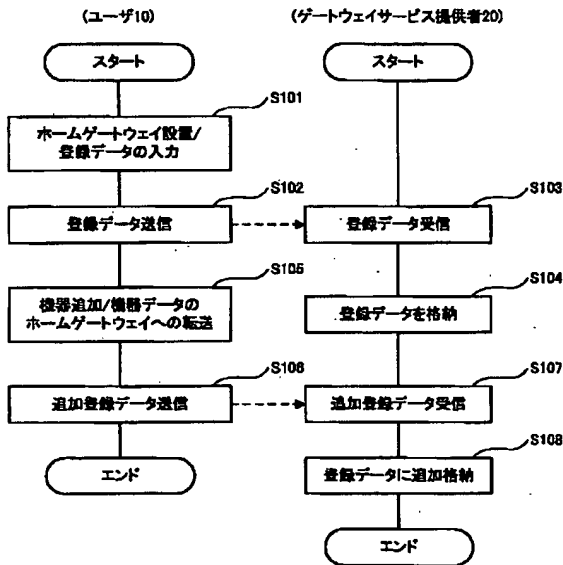 (ユーザ10)
(ゲートウェイサービス提供者20)
スタート
スタート
S101
ホームゲートウェイ設置/
登録データの入力
S102
登録データ送信
S103
登録データ受信
S105
機器追加/機器データの
ホームゲートウェイへの転送
S104
登録データを格納
S106
追加登録データ送信
S107
追加登録データ受信
S108
登録データに追加格納
エンド
エンド